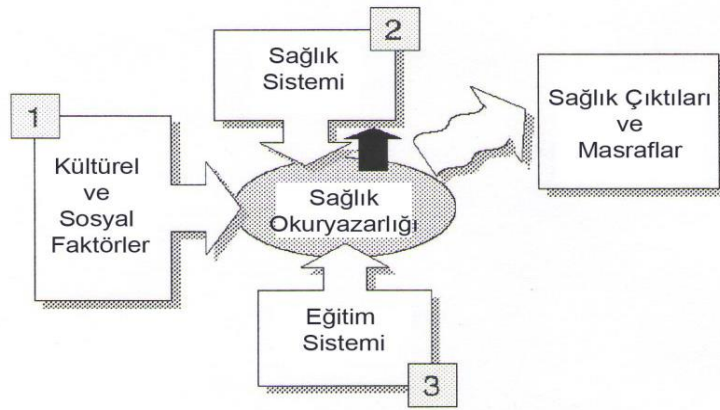 1
Kültürel
ve
Sosyal
Faktörler
2
Sağlık
Sistemi
Sağlık
Okuryazarlığı
3
Eğitim
Sistemi
Sağlık Çıktıları
ve
Masraflar